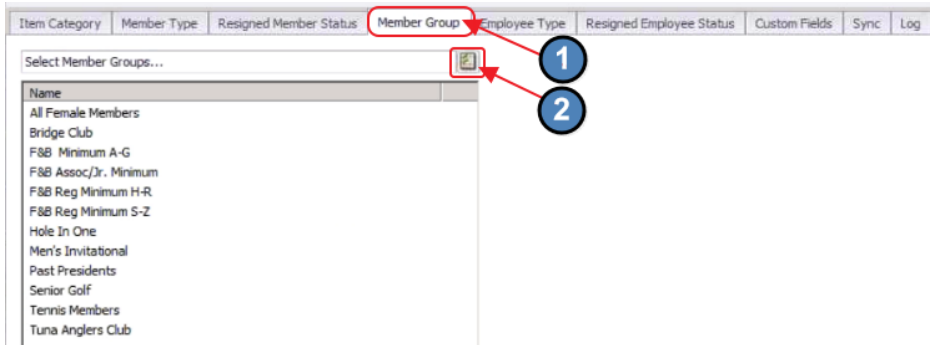 Item Category Member Type Resigned Member Status Member Group Employee Type Resigned Employee Status Custom Fields Sync Log
Select Member Groups...
1
2
Name
All Female Members
Bridge Club
F&B Minimum A-G
F&B Assoc/Jr. Minimum
F&B Reg Minimum H-R
F&B Reg Minimum S-Z
Hole In One
Men's Invitational
Past Presidents
Senior Golf
Tennis Members
Tuna Anglers Club